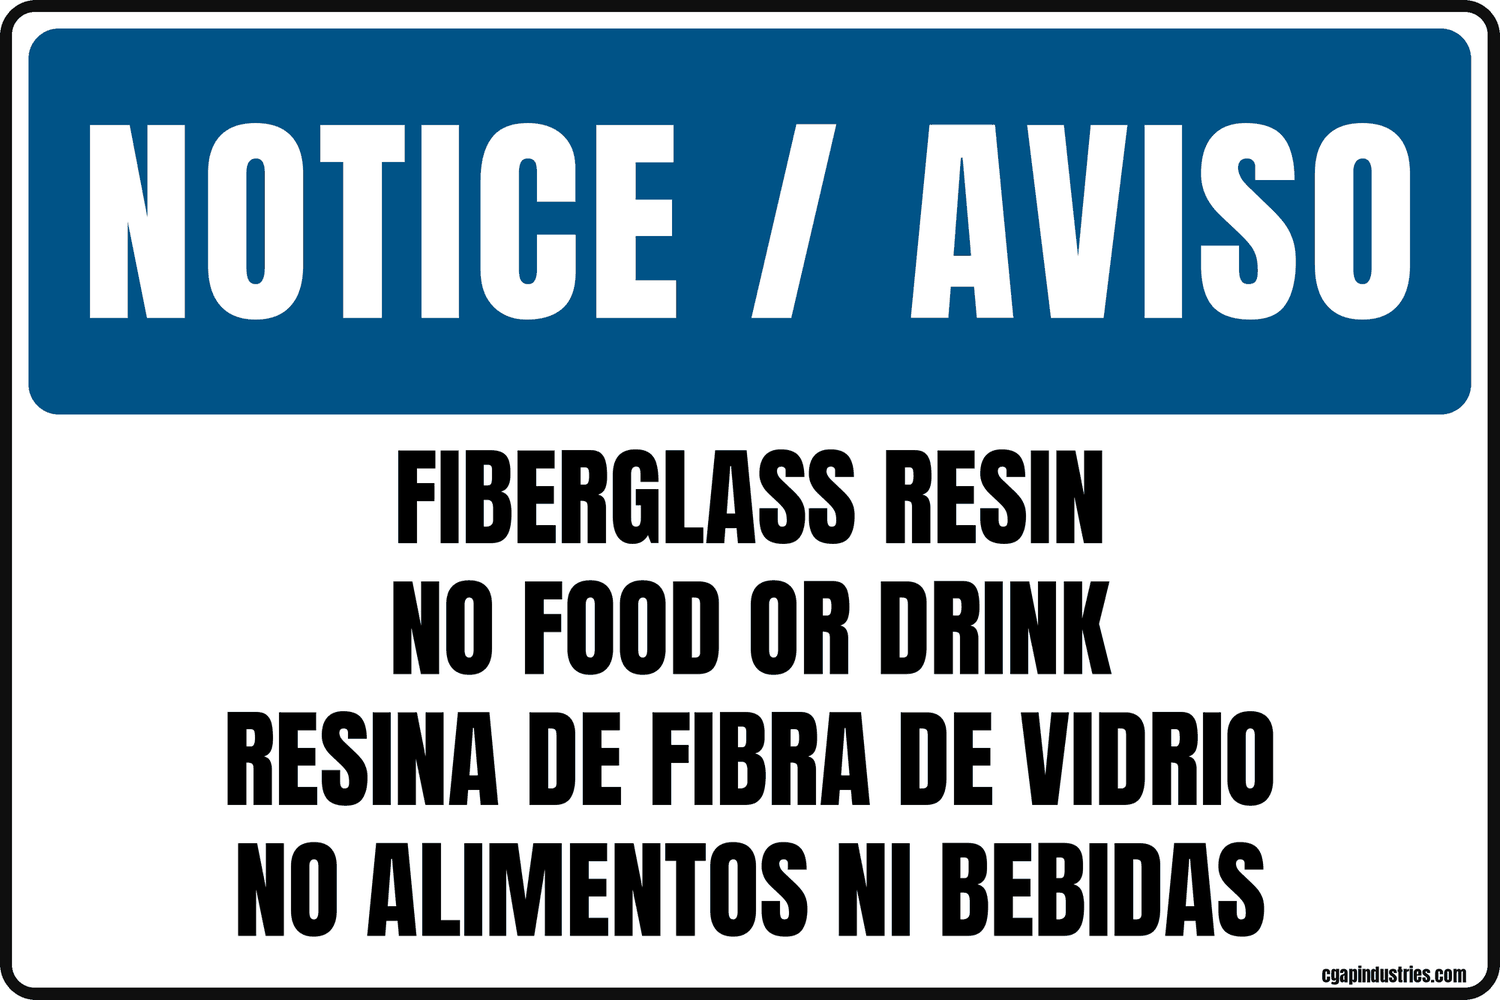 NOTICE / AVISO
FIBERGLASS RESIN
NO FOOD OR DRINK
RESINA DE FIBRA DE VIDRIO
NO ALIMENTOS NI BEBIDAS
cgapindustries.com